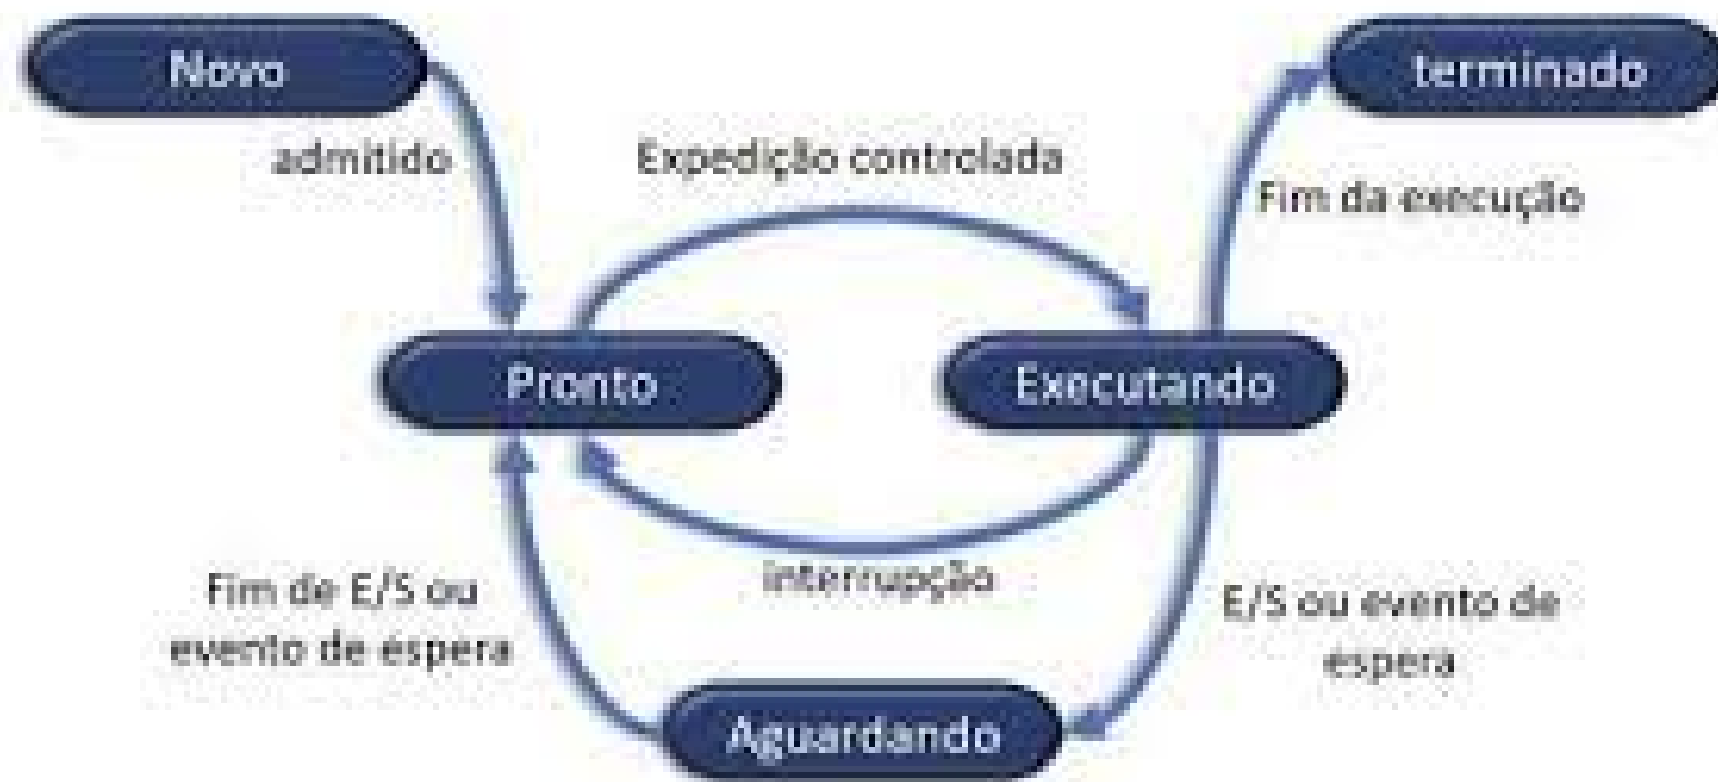 Novo
terminado
admitido
Expedição controlada
Fim da execução
Pronto
Executando
interrupção
Fim de E/S ou
evento de espera
E/S ou evento de
espera
Aguardando